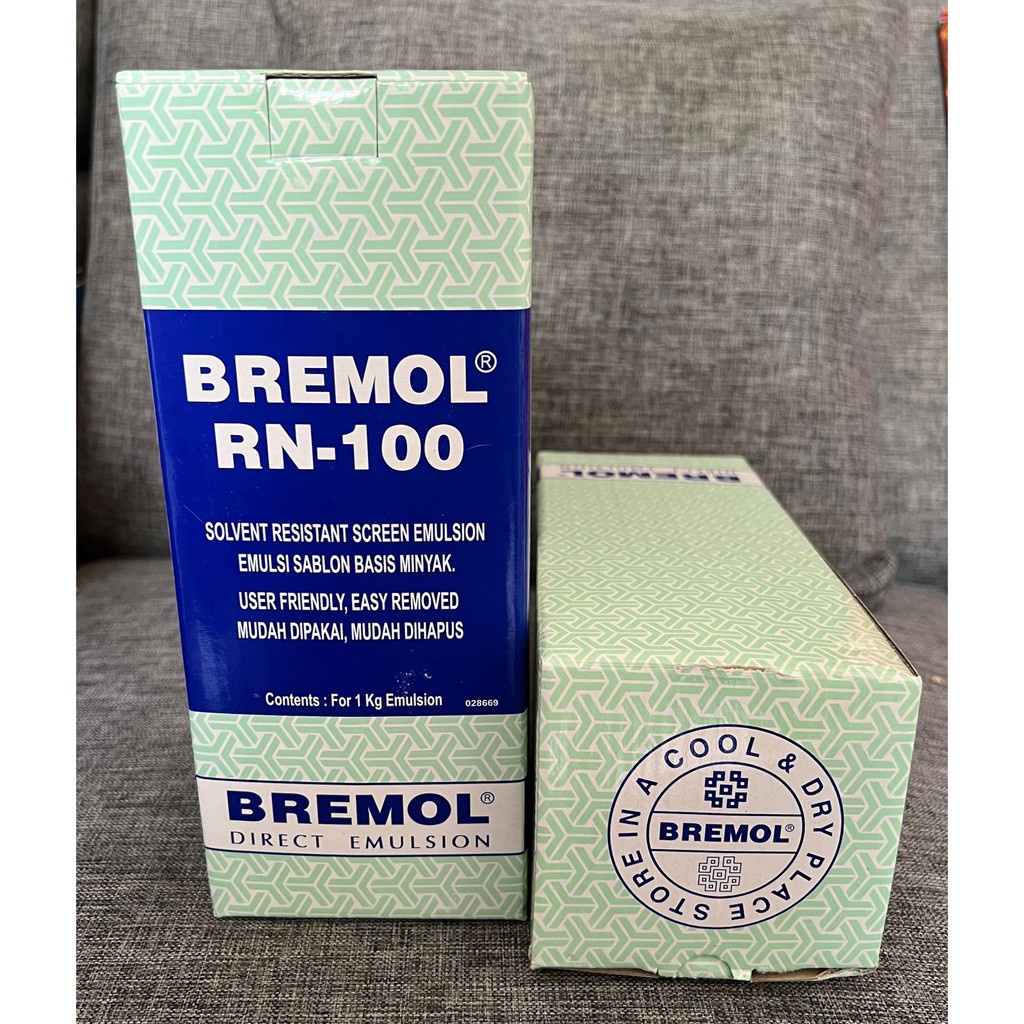 BREMOL®
RN-100
SOLVENT RESISTANT SCREEN EMULSION
EMULSI SABLON BASIS MINYAK.
USER FRIENDLY, EASY REMOVED
MUDAH DIPAKAI, MUDAH DIHAPUS
Contents : For 1 Kg Emulsion
028669
BREMOL®
DIRECT EMULSION
BREMOL
STORE IN A COOL & DRY PLACE
BREMOL®